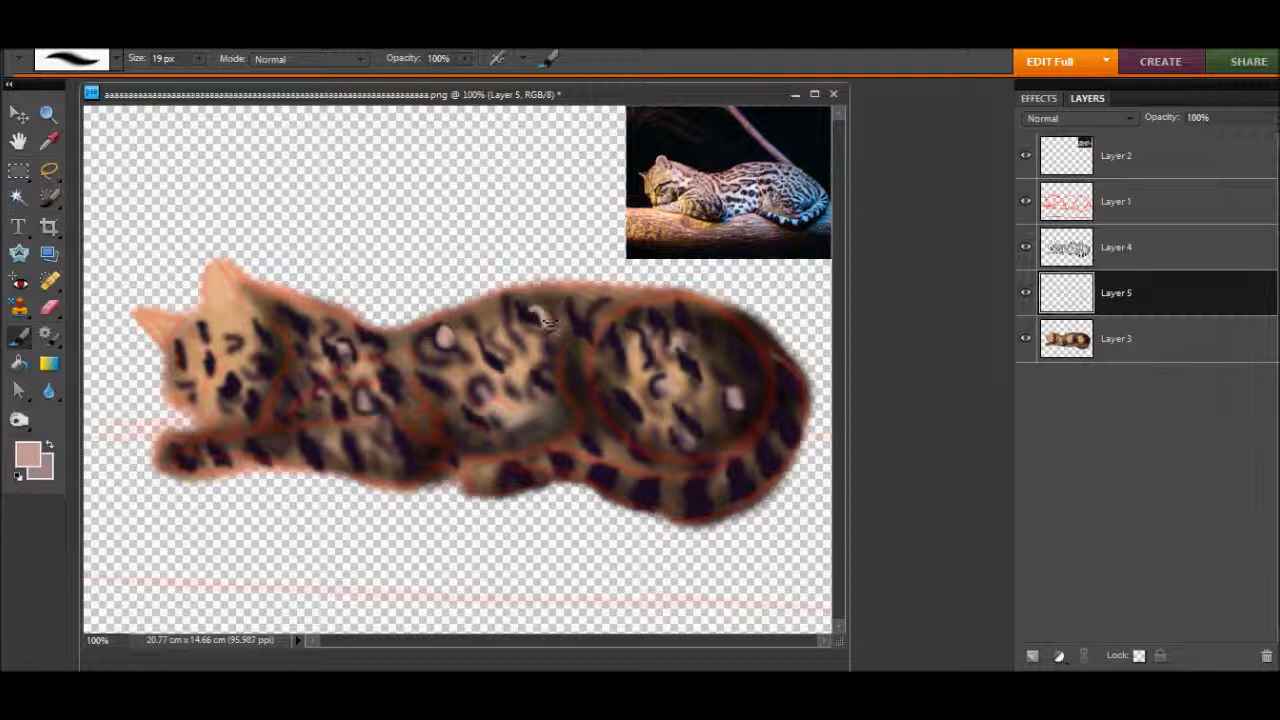 Size: 19 px Mode: Normal Opacity: 100%
EDIT Full CREATE SHARE
pse aaaaaaaaaaaaaaaaaaaaaaaaaaaaaaaaaaaaaaaaaaaaaaaaaaaaaaaaaaaaaaaaaaaaa.png @ 100% (Layer 5, RGB/8) *
EFFECTS LAYERS
Normal Opacity: 100%
Layer 2
Layer 1
Layer 4
Layer 5
Layer 3
T
100% 20.77 cm x 14.66 cm (95.987 ppi)
Lock: